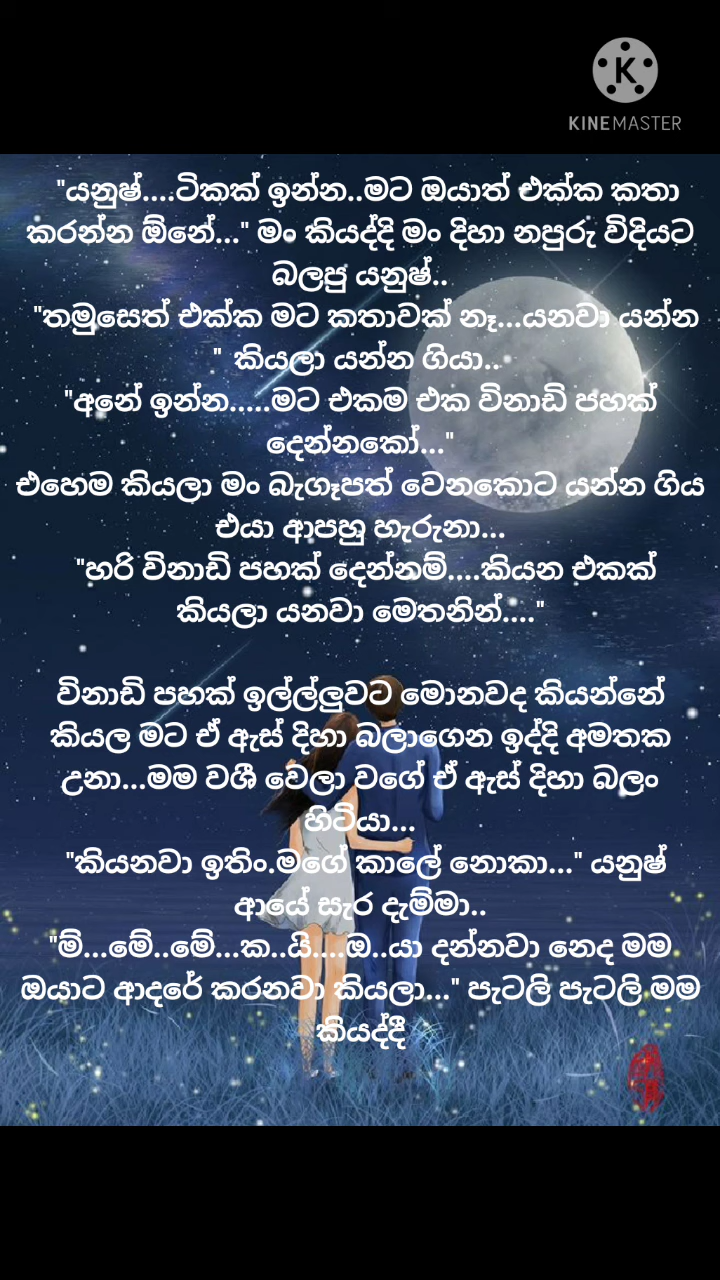 K
KINEMASTER
"යනුෂ්....ටිකක් ඉන්න..මට ඔයාත් එක්ක කතා
කරන්න ඕනේ..." මං කියද්දි මං දිහා නපුරු විදියට
බලපු යනුෂ්..
"තමුසෙත් එක්ක මට කතාවක් නෑ...යනවා යන්න
" කියලා යන්න ගියා..
"අනේ ඉන්න.....මට එකම එක විනාඩි පහක්
දෙන්නකෝ..."
එහෙම කියලා මං බැගෑපත් වෙනකොට යන්න ගිය
එයා ආපහු හැරුනා...
"හරි විනාඩි පහක් දෙන්නම්....කියන එකක්
කියලා යනවා මෙතනින්...."
විනාඩි පහක් ඉල්ල්ලුවට මොනවද කියන්නේ
කියල මට ඒ ඇස් දිහා බලාගෙන ඉද්දි අමතක
උනා...මම වශී වෙලා වගේ ඒ ඇස් දිහා බලං
හිටියා...
"කියනවා ඉතිං.මගේ කාලේ නොකා..." යනුෂ්
ආයේ සැර දැම්මා..
"ම්...මේ..මේ...ක..යි....ඔ..යා දන්නවා නෙද මම
ඔයාට ආදරේ කරනවා කියලා..." පැටලි පැටලි මම
කියද්දී